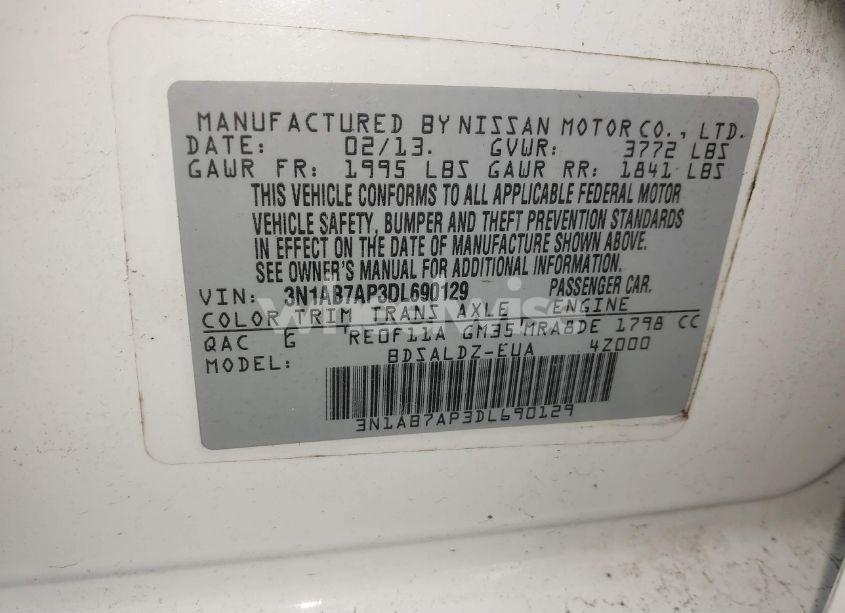 MANUFACTURED BY NISSAN MOTOR CO., LTD.
DATE: 02/13. GVWR: 3772 LBS
GAWR FR: 1995 LBS GAWR RR: 1841 LBS
THIS VEHICLE CONFORMS TO ALL APPLICABLE FEDERAL MOTOR
VEHICLE SAFETY, BUMPER AND THEFT PREVENTION STANDARDS
IN EFFECT ON THE DATE OF MANUFACTURE SHOWN ABOVE.
SEE OWNER'S MANUAL FOR ADDITIONAL INFORMATION.
VIN: 3N1AB7AP3DL690129 PASSENGER CAR.
COLOR TRIM TRANS AXLE ENGINE
QAC G RE0F11A GM35 MRA8DE 1798 CC
MODEL: BDSALDZ-EUA 4Z000
3N1AB7AP3DL690129